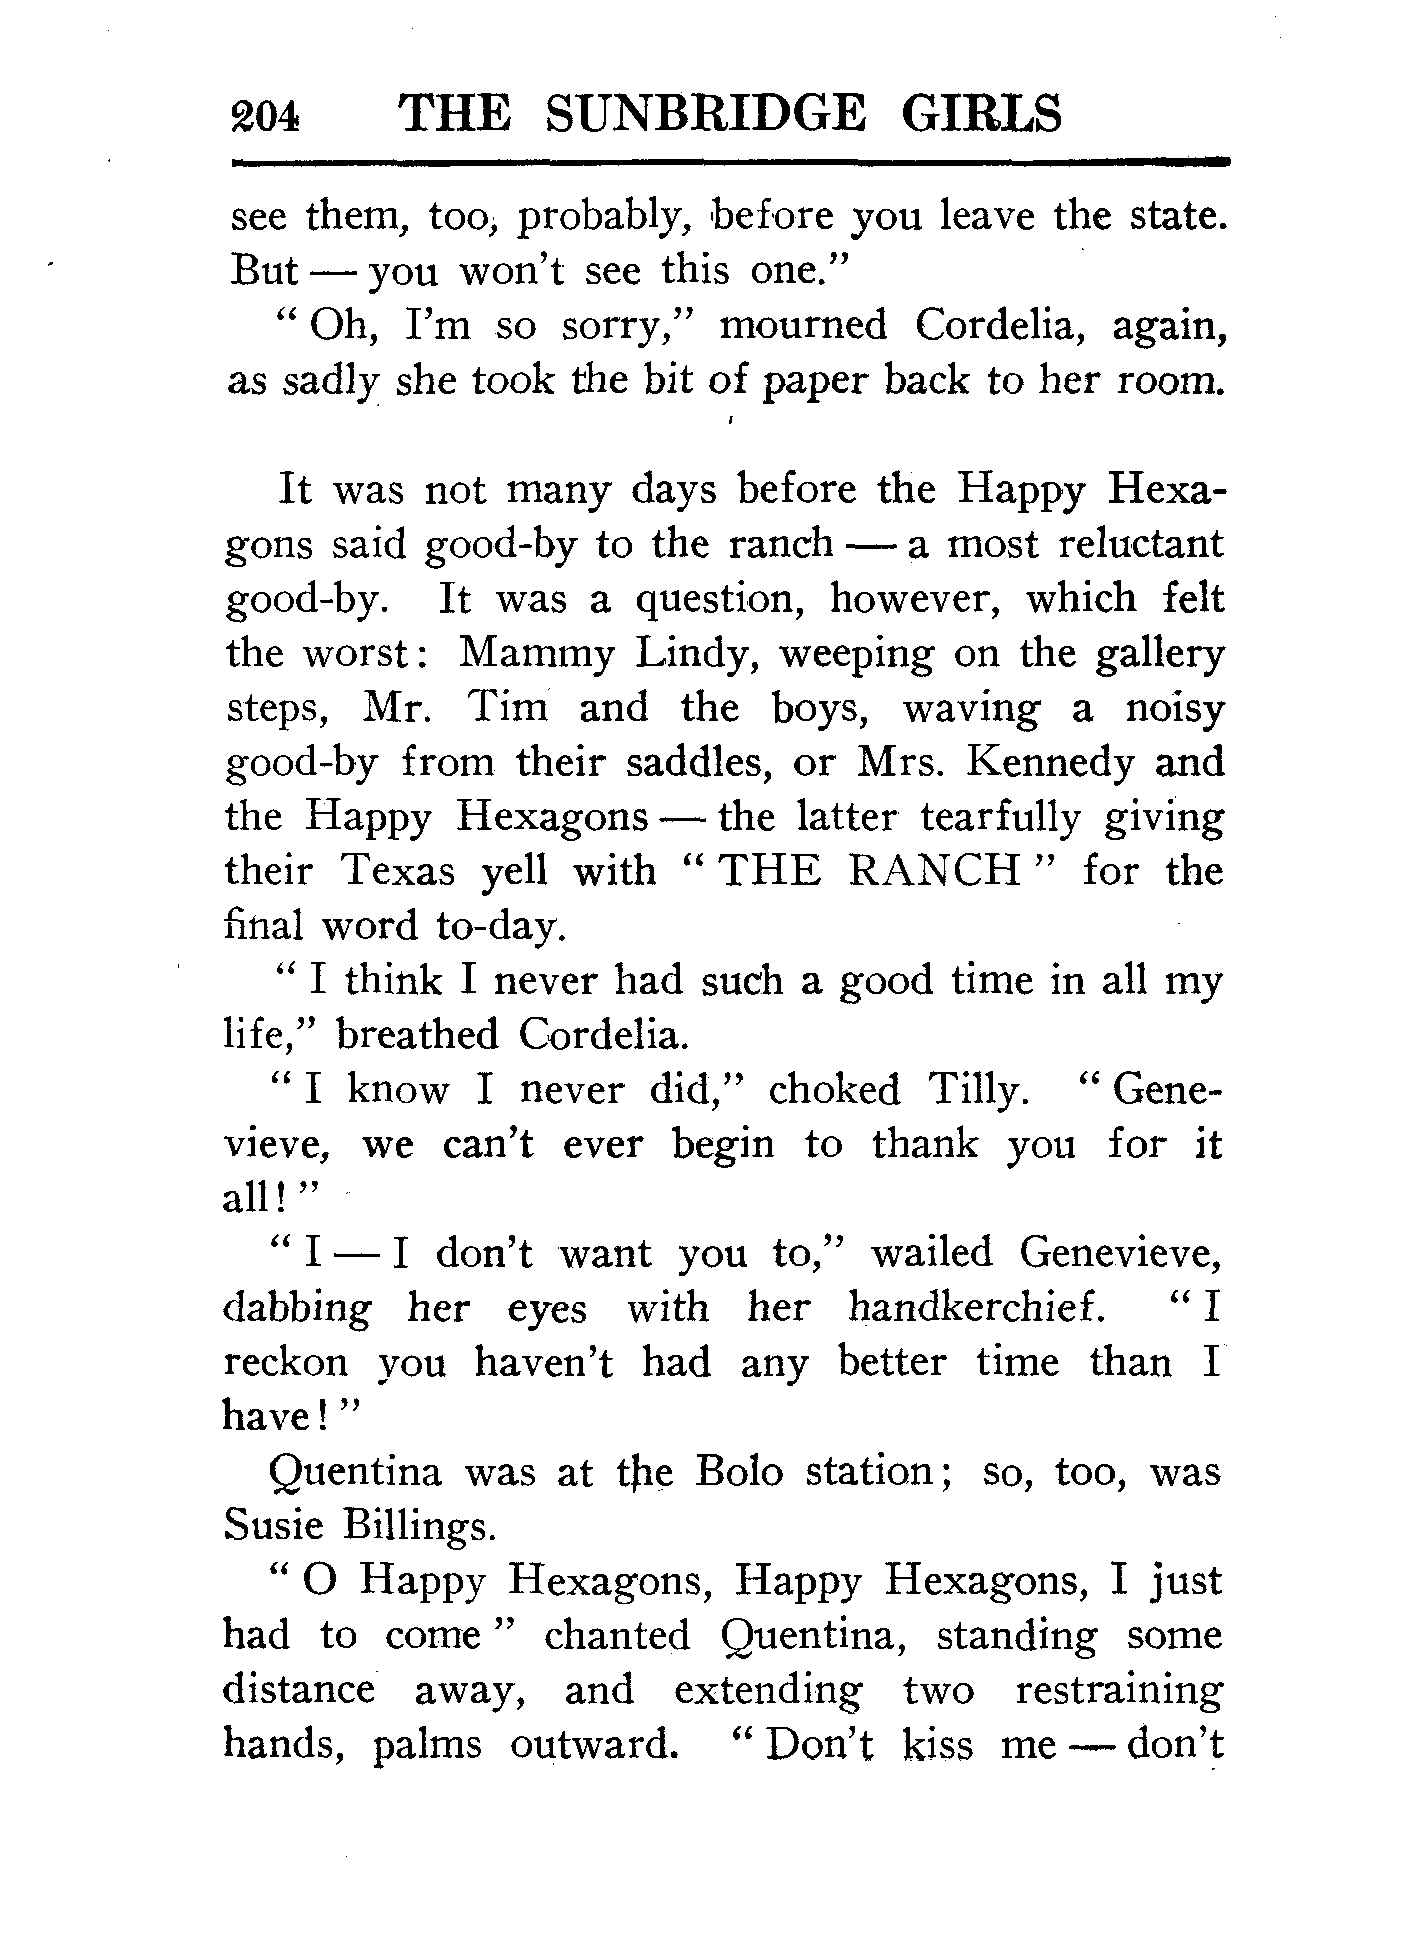 204 THE SUNBRIDGE GIRLS
see them, too, probably, before you leave the state.
But — you won't see this one."
" Oh, I'm so sorry," mourned Cordelia, again,
as sadly she took the bit of paper back to her room.
It was not many days before the Happy Hexa-
gons said good-by to the ranch — a most reluctant
good-by. It was a question, however, which felt
the worst: Mammy Lindy, weeping on the gallery
steps, Mr. Tim and the boys, waving a noisy
good-by from their saddles, or Mrs. Kennedy and
the Happy Hexagons — the latter tearfully giving
their Texas yell with " THE RANCH " for the
final word to-day.
" I think I never had such a good time in all my
life," breathed Cordelia.
" I know I never did," choked Tilly. " Gene-
vieve, we can't ever begin to thank you for it
all! "
" I — I don't want you to," wailed Genevieve,
dabbing her eyes with her handkerchief. " I
reckon you haven't had any better time than I
have! "
Quentina was at the Bolo station; so, too, was
Susie Billings.
" O Happy Hexagons, Happy Hexagons, I just
had to come " chanted Quentina, standing some
distance away, and extending two restraining
hands, palms outward. " Don't kiss me — don't